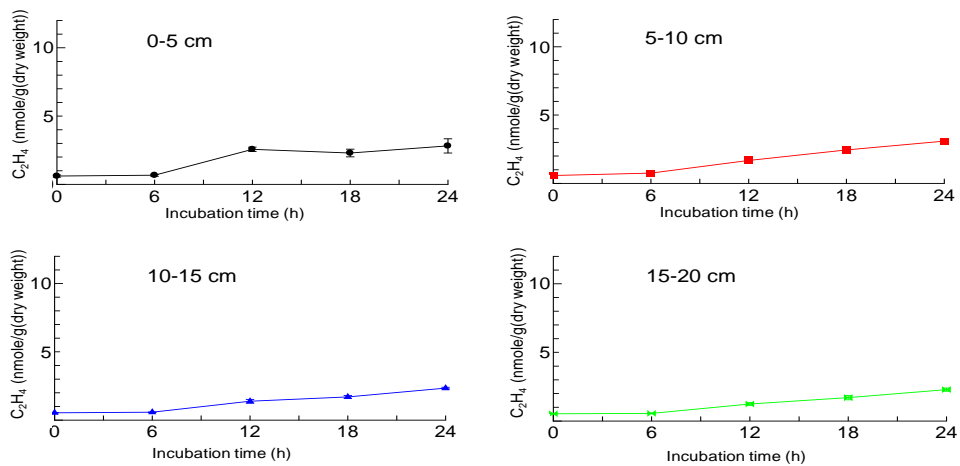 0-5 cm
C₂H₄ (nmole/g(dry weight))
10
5
0 6 12 18 24
Incubation time (h)
5-10 cm
C₂H₄ (nmole/g(dry weight))
10
5
0 6 12 18 24
Incubation time (h)
10-15 cm
C₂H₄ (nmole/g(dry weight))
10
5
0 6 12 18 24
Incubation time (h)
15-20 cm
C₂H₄ (nmole/g(dry weight))
10
5
0 6 12 18 24
Incubation time (h)